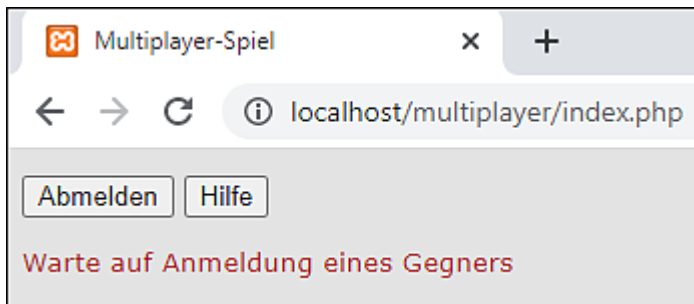 Multiplayer-Spiel
localhost/multiplayer/index.php
Abmelden Hilfe
Warte auf Anmeldung eines Gegners